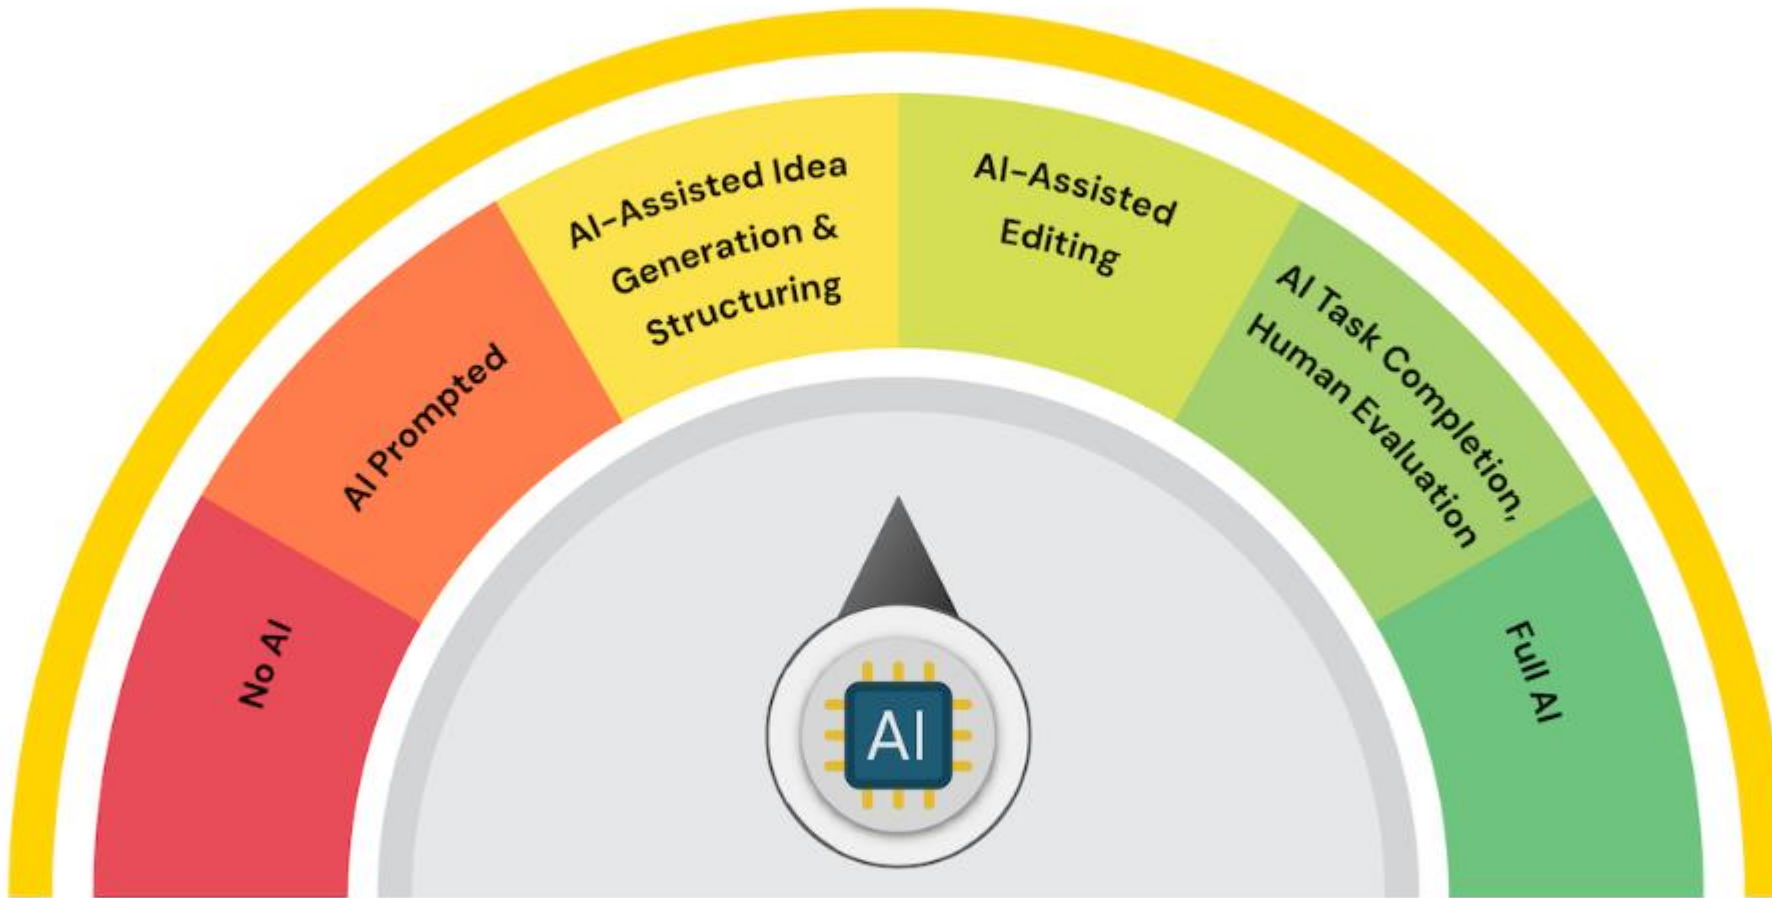 No AI
AI Prompted
AI-Assisted Idea
Generation &
Structuring
AI-Assisted
Editing
AI Task Completion,
Human Evaluation
Full AI
AI